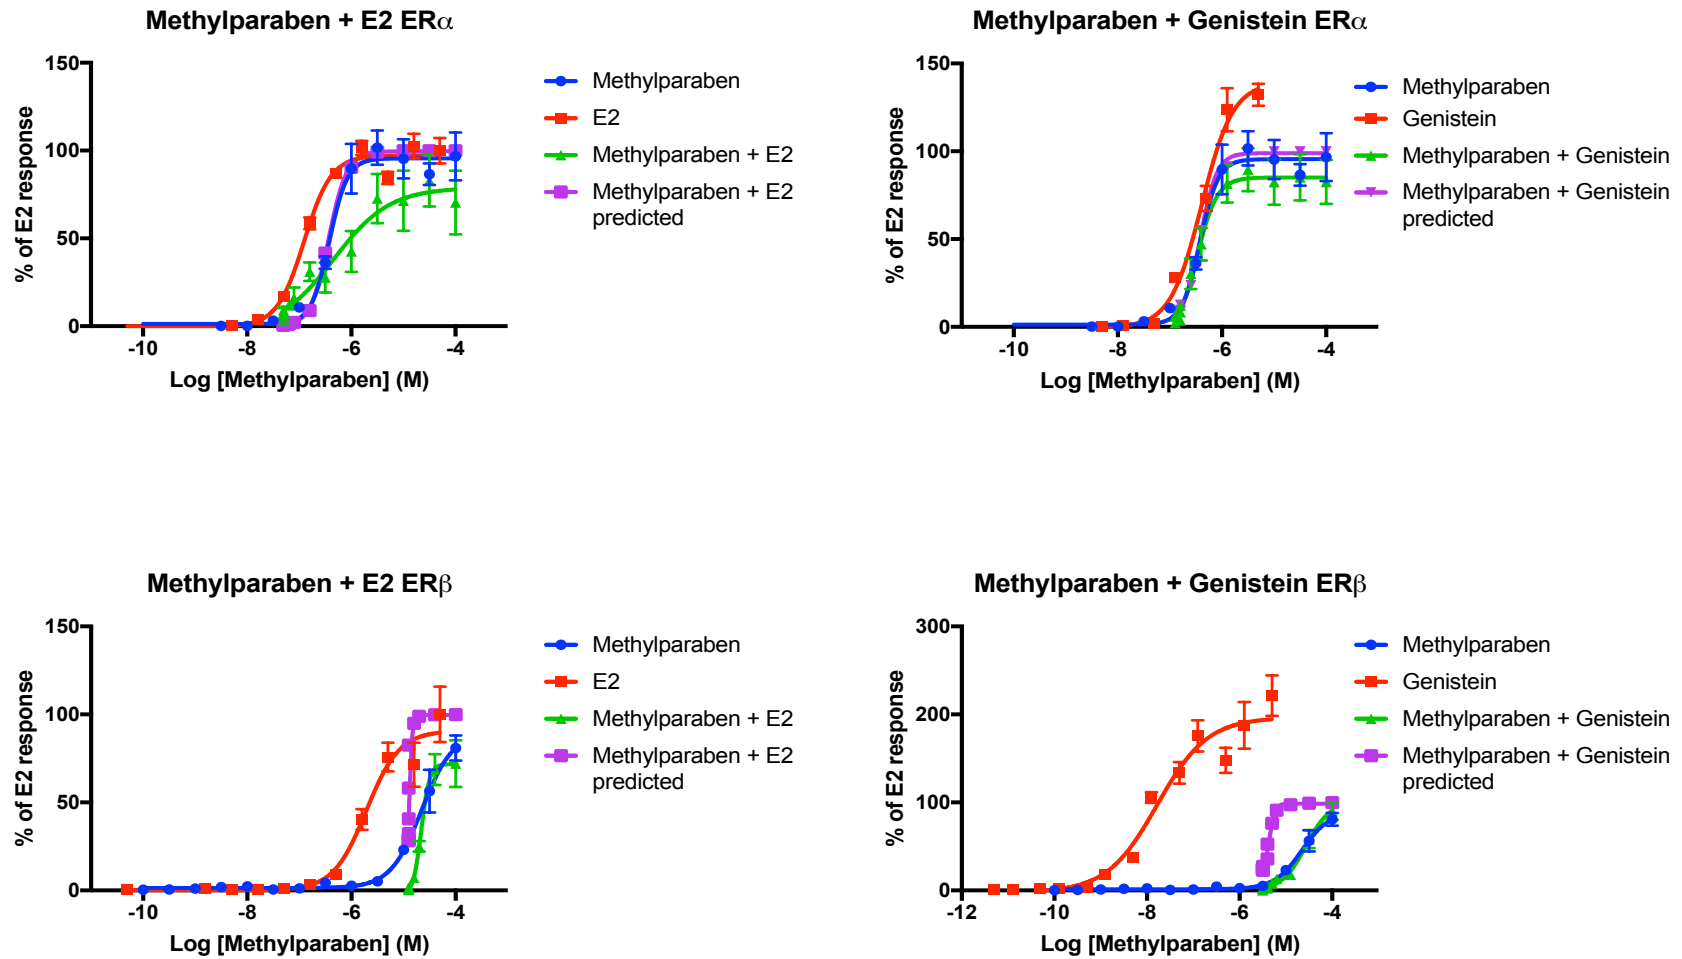 Methylparaben + E2 ERα
150
100
50
0
-10
-8
-6
-4
% of E2 response
Log [Methylparaben] (M)
Methylparaben
E2
Methylparaben + E2
Methylparaben + E2
predicted
Methylparaben + Genistein ERα
150
100
50
0
-10
-8
-6
-4
% of E2 response
Log [Methylparaben] (M)
Methylparaben
Genistein
Methylparaben + Genistein
Methylparaben + Genistein
predicted
Methylparaben + E2 ERβ
150
100
50
0
-10
-8
-6
-4
% of E2 response
Log [Methylparaben] (M)
Methylparaben
E2
Methylparaben + E2
Methylparaben + E2
predicted
Methylparaben + Genistein ERβ
300
200
100
0
-12
-10
-8
-6
-4
% of E2 response
Log [Methylparaben] (M)
Methylparaben
Genistein
Methylparaben + Genistein
Methylparaben + Genistein
predicted